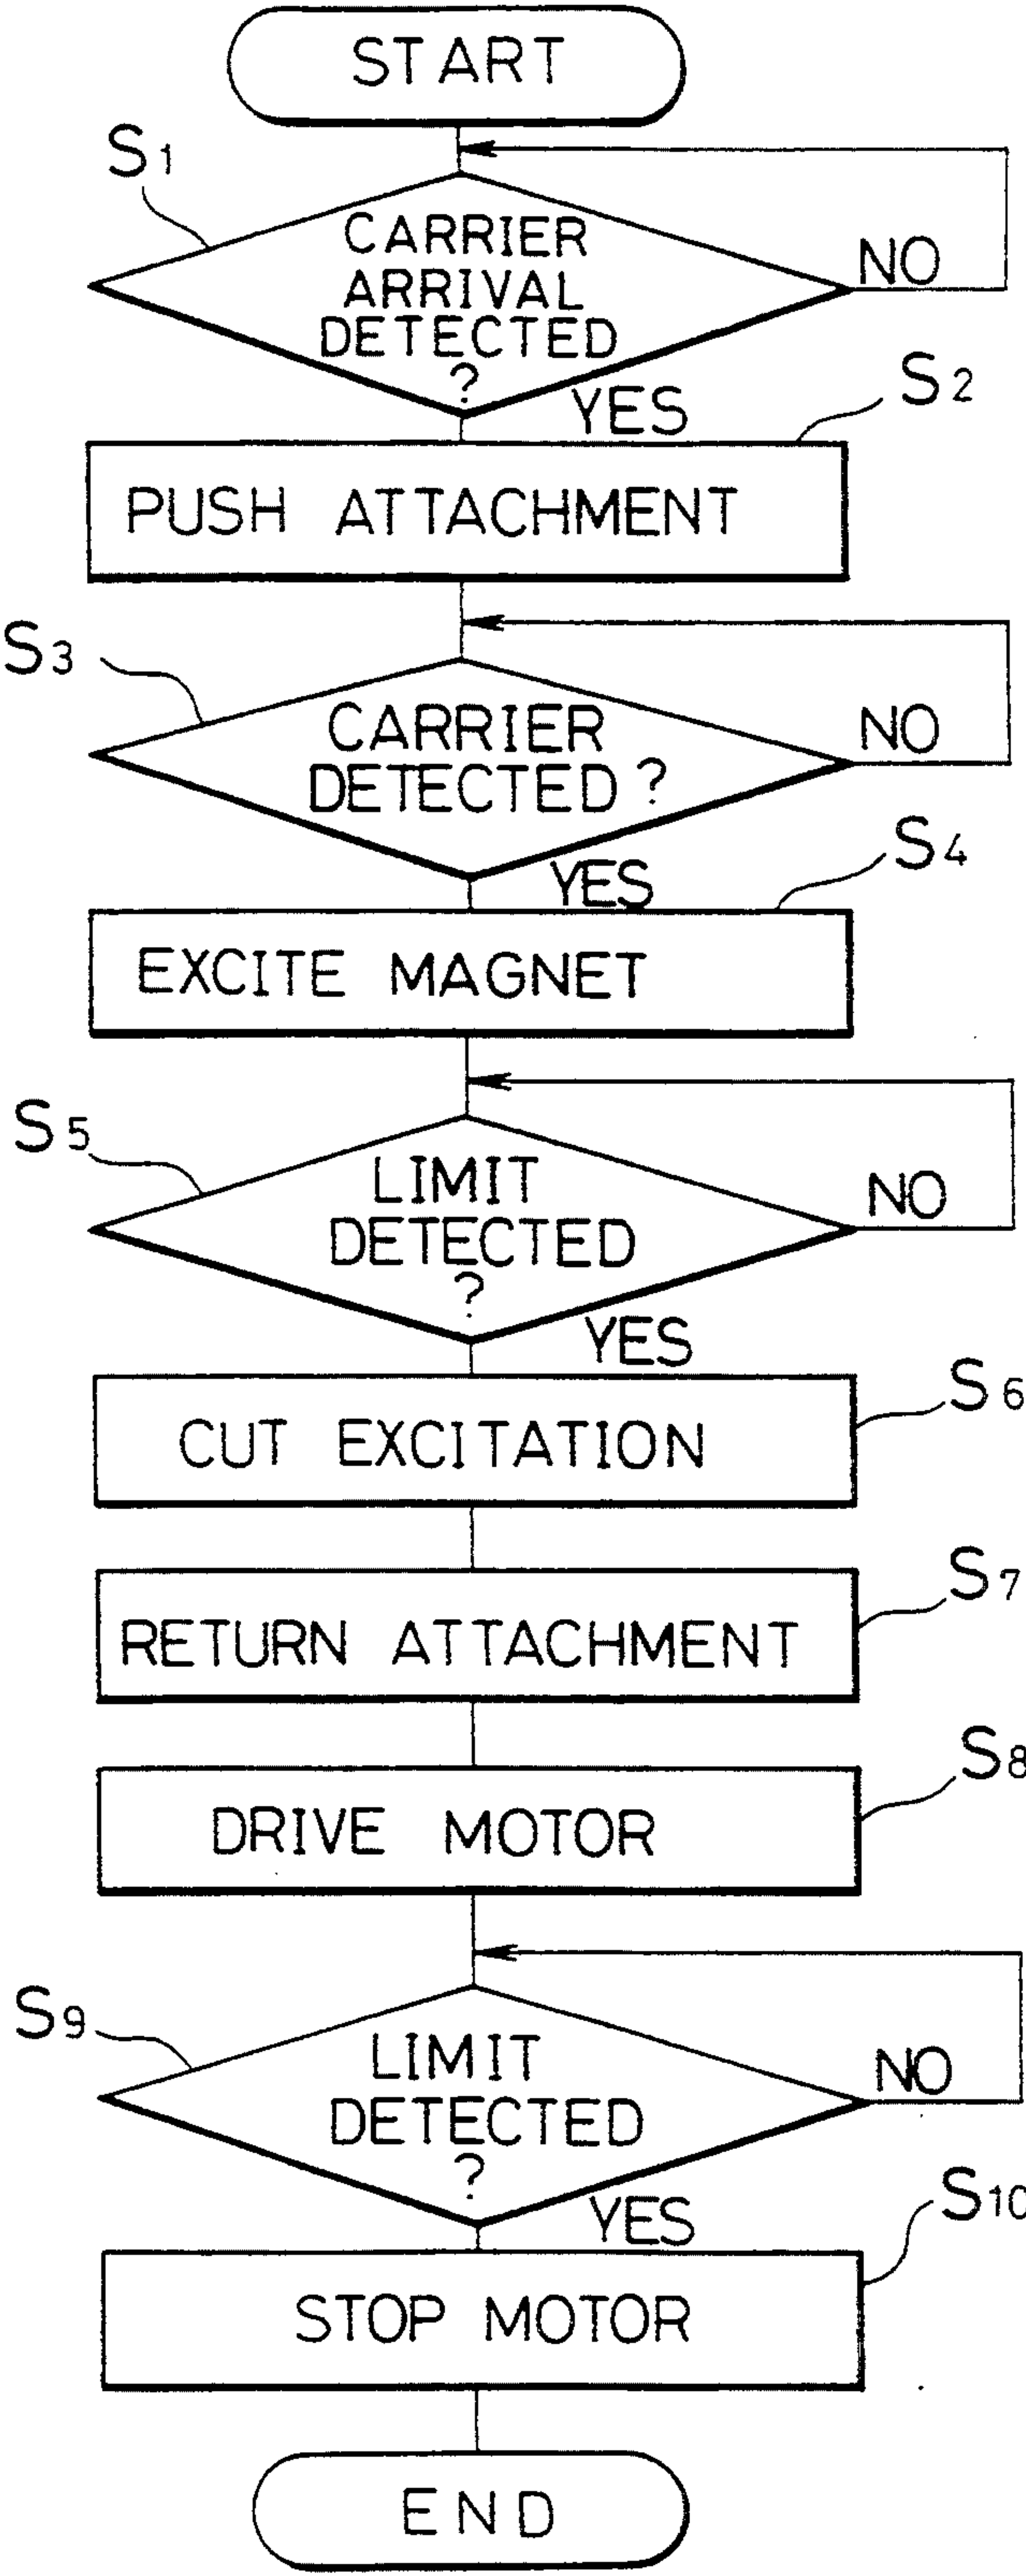 START
S1
CARRIER
ARRIVAL
DETECTED
?
NO
YES
S2
PUSH ATTACHMENT
S3
CARRIER
DETECTED ?
NO
YES
S4
EXCITE MAGNET
S5
LIMIT
DETECTED
?
NO
YES
S6
CUT EXCITATION
S7
RETURN ATTACHMENT
S8
DRIVE MOTOR
S9
LIMIT
DETECTED
?
NO
YES
S10
STOP MOTOR
END